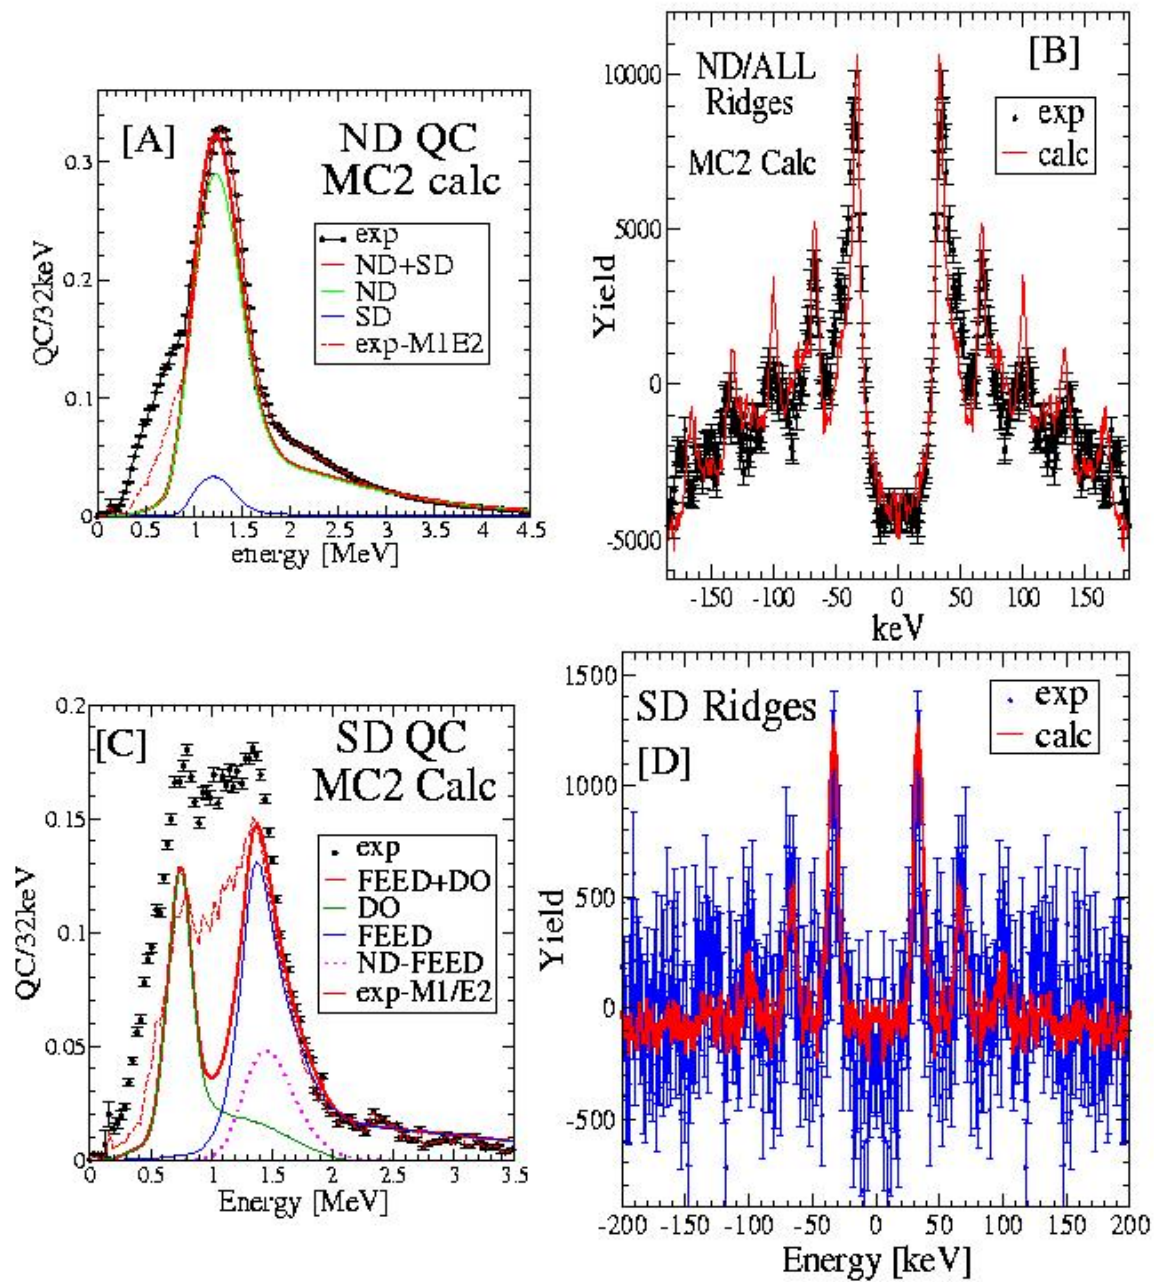 [A]
ND QC
MC2 calc
exp
ND+SD
ND
SD
exp-M1E2
QC/32keV
0.3
0.2
0.1
0
0 0.5 1 1.5 2 2.5 3 3.5 4 4.5
energy [MeV]
[B]
ND/ALL
Ridges
MC2 Calc
exp
calc
Yield
10000
5000
0
-5000
-150 -100 -50 0 50 100 150
keV
[C]
SD QC
MC2 Calc
exp
FEED+DO
DO
FEED
ND-FEED
exp-M1/E2
QC/32keV
0.2
0.15
0.1
0.05
0
0 0.5 1 1.5 2 2.5 3 3.5
Energy [MeV]
SD Ridges
[D]
exp
calc
Yield
1500
1000
500
0
-500
-200 -150 -100 -50 0 50 100 150 200
Energy [keV]